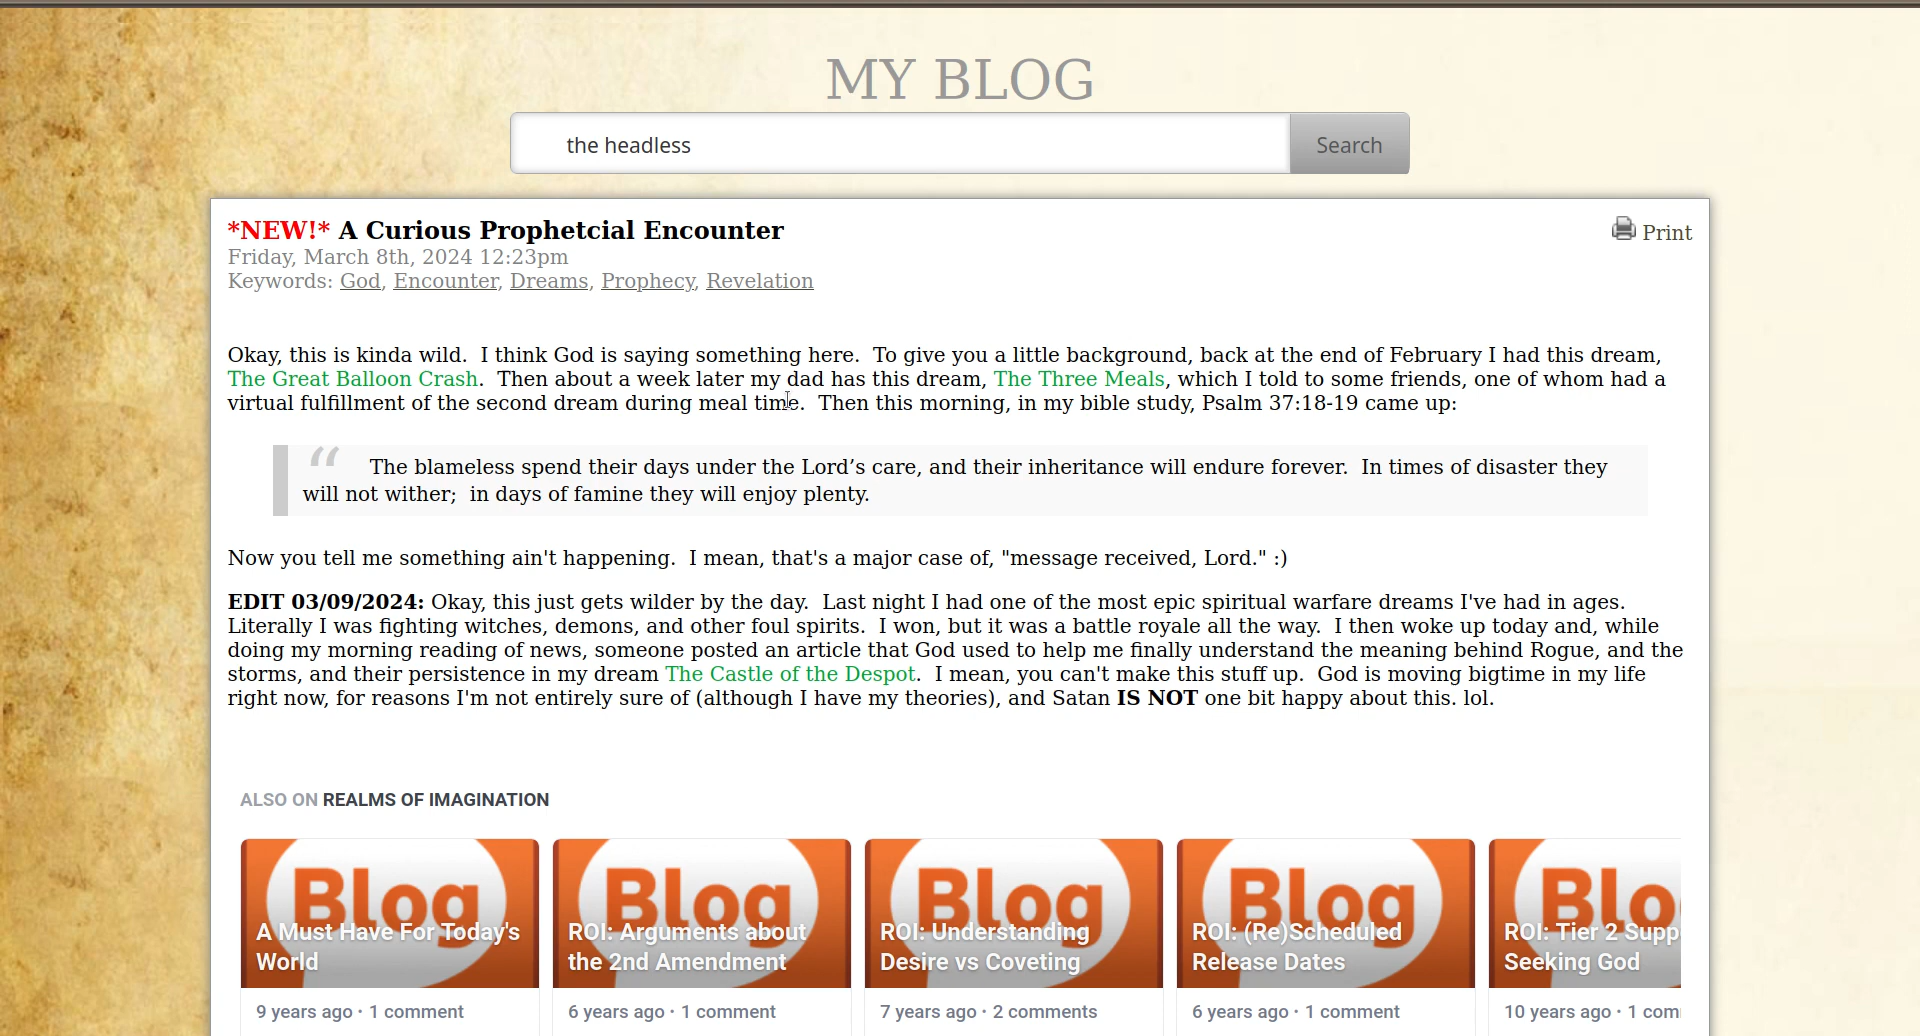 MY BLOG
the headless
Search
*NEW!* A Curious Prophetcial Encounter
Print
Friday, March 8th, 2024 12:23pm
Keywords: God, Encounter, Dreams, Prophecy, Revelation
Okay, this is kinda wild.  I think God is saying something here.  To give you a little background, back at the end of February I had this dream,
The Great Balloon Crash.  Then about a week later my dad has this dream, The Three Meals, which I told to some friends, one of whom had a
virtual fulfillment of the second dream during meal time.  Then this morning, in my bible study, Psalm 37:18-19 came up:
“ The blameless spend their days under the Lord’s care, and their inheritance will endure forever.  In times of disaster they
will not wither;  in days of famine they will enjoy plenty.
Now you tell me something ain't happening.  I mean, that's a major case of, "message received, Lord." :)
EDIT 03/09/2024: Okay, this just gets wilder by the day.  Last night I had one of the most epic spiritual warfare dreams I've had in ages.
Literally I was fighting witches, demons, and other foul spirits.  I won, but it was a battle royale all the way.  I then woke up today and, while
doing my morning reading of news, someone posted an article that God used to help me finally understand the meaning behind Rogue, and the
storms, and their persistence in my dream The Castle of the Despot.  I mean, you can't make this stuff up.  God is moving bigtime in my life
right now, for reasons I'm not entirely sure of (although I have my theories), and Satan IS NOT one bit happy about this. lol.
ALSO ON REALMS OF IMAGINATION
Blog
A Must Have For Today's
World
9 years ago · 1 comment
Blog
ROI: Arguments about
the 2nd Amendment
6 years ago · 1 comment
Blog
ROI: Understanding
Desire vs Coveting
7 years ago · 2 comments
Blog
ROI: (Re)Scheduled
Release Dates
6 years ago · 1 comment
Blo
ROI: Tier 2 Supp
Seeking God
10 years ago · 1 com